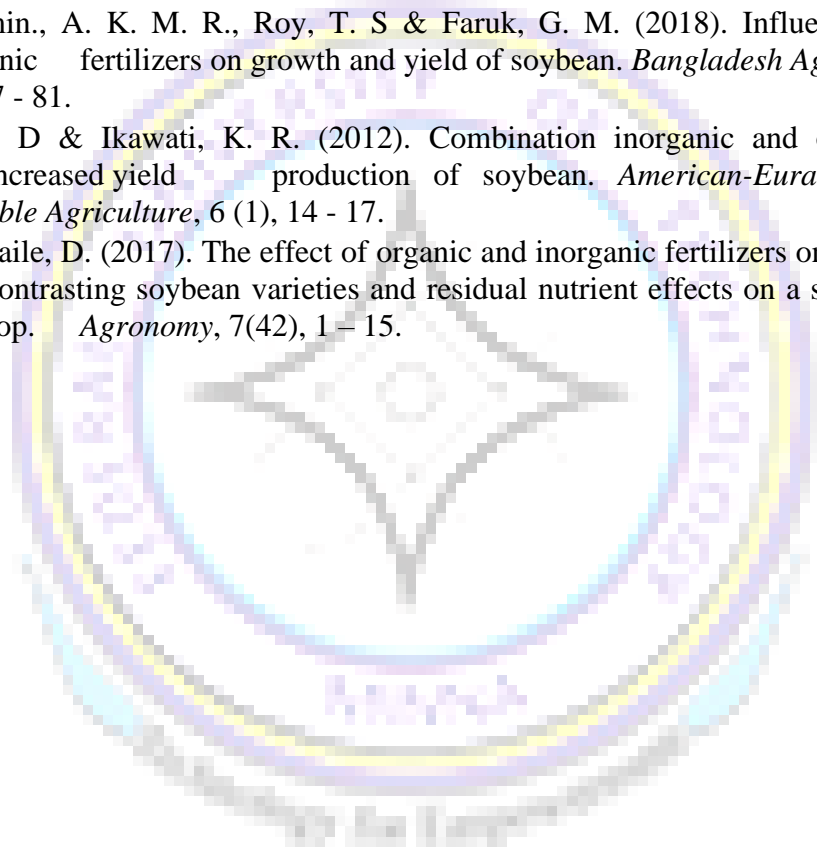 nin., A. K. M. R., Roy, T. S & Faruk, G. M. (2018). Influe
nic fertilizers on growth and yield of soybean. Bangladesh Ag
7 - 81.
D & Ikawati, K. R. (2012). Combination inorganic and
ncreased yield production of soybean. American-Eura
ble Agriculture, 6 (1), 14 - 17.
aile, D. (2017). The effect of organic and inorganic fertilizers or
ontrasting soybean varieties and residual nutrient effects on a s
op. Agronomy, 7(42), 1 – 15.